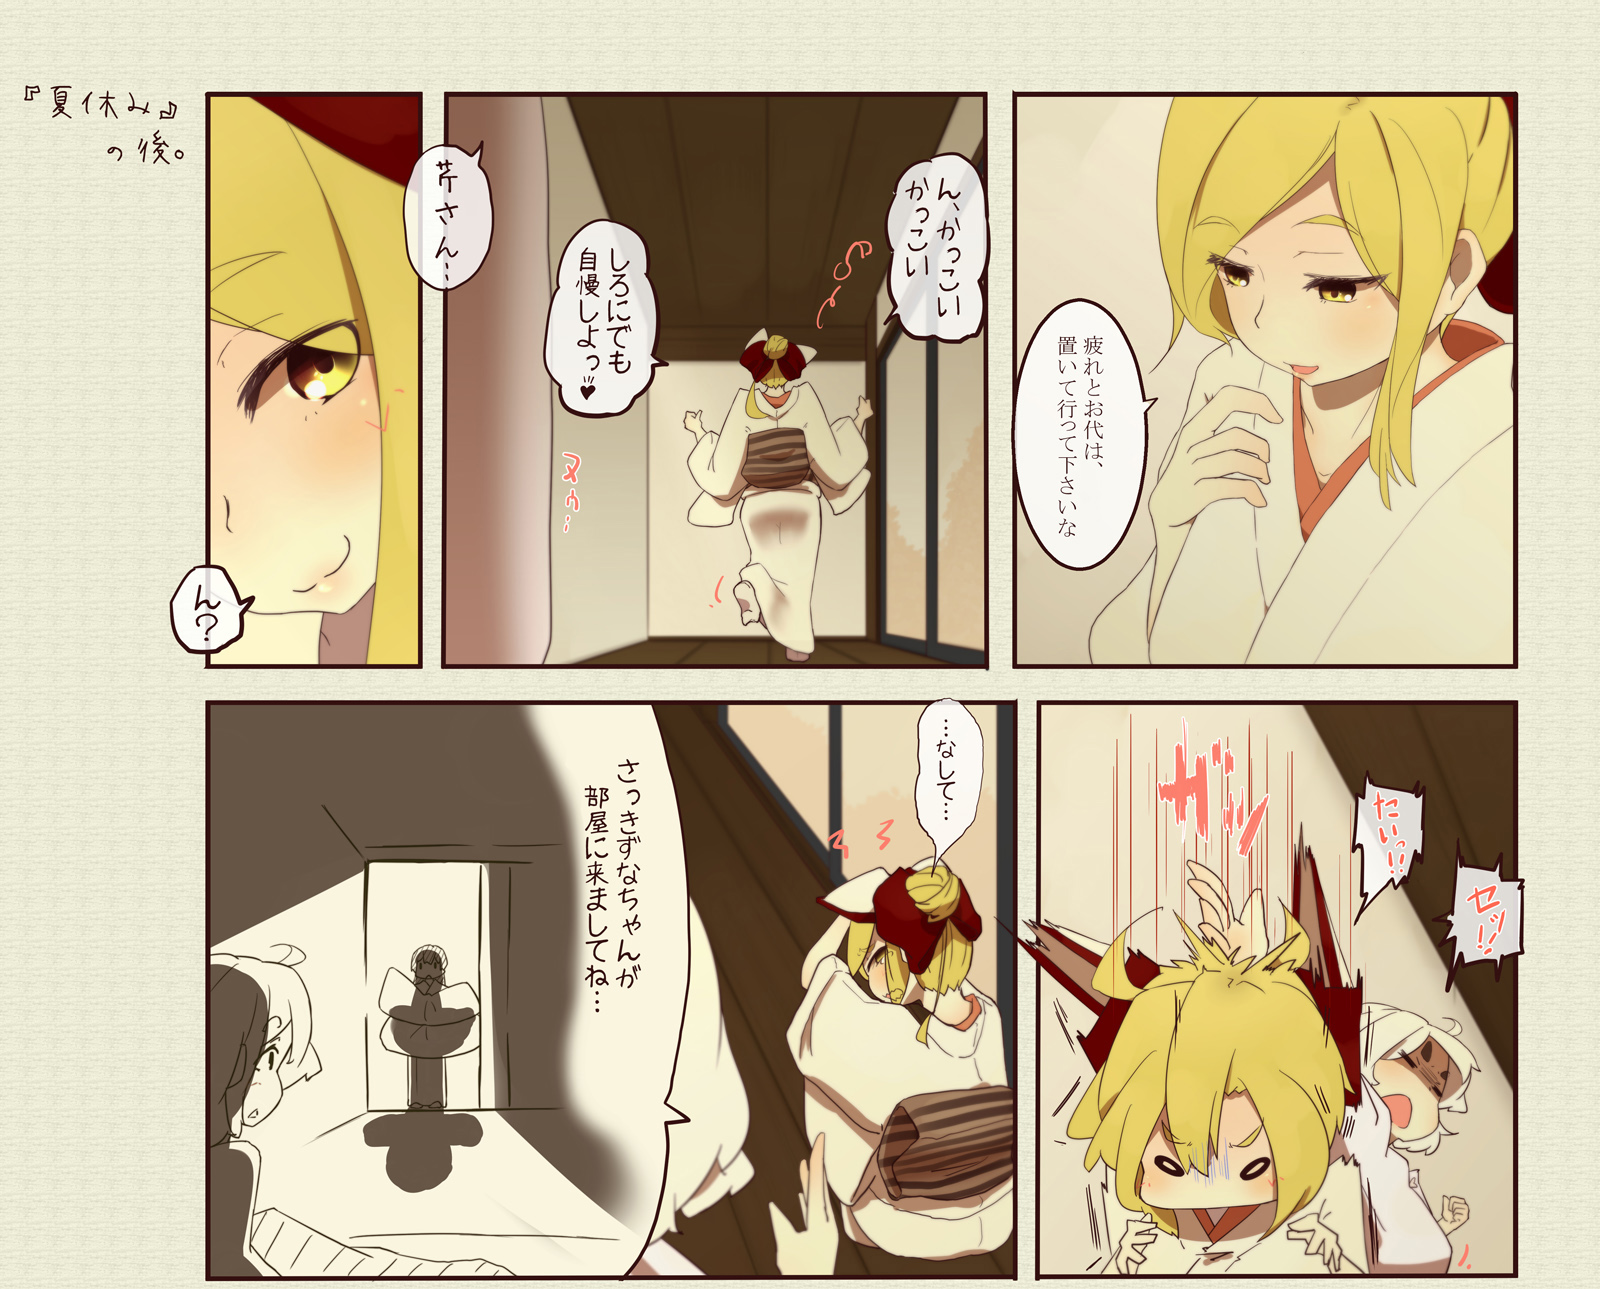 『夏休み』
の後。
疲れとお代は、
置いて行って下さいな
ん、かっこい
かっこい
しろにでも
自慢しよっ♥
ヌゥ…
芹さん…
ん?
セッ!!
たいっ!!
ガッ
…なして…
さっきずなちゃんが
部屋に来ましてね…